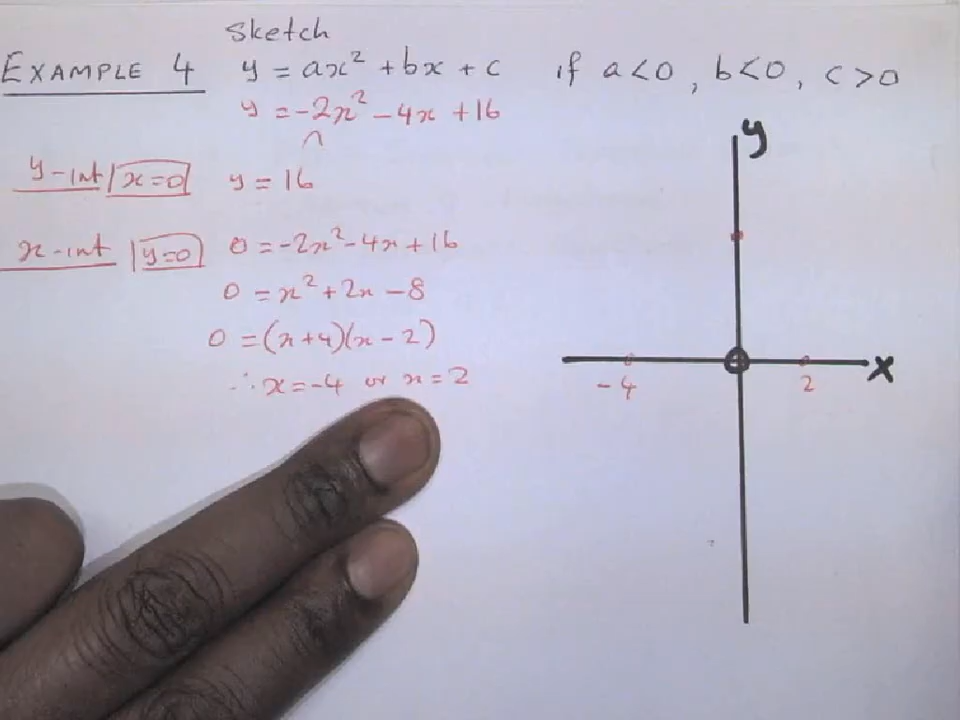 Sketch
EXAMPLE 4 y = ax² + bx + c if a<0, b<0, c>0
y = -2x² - 4x + 16
y
y-int x=0 y = 16
x-int y=0 0 = -2x² - 4x + 16
0 = x² + 2x - 8
0 = (x+4)(x-2)
x
∴ x = -4 or x = 2
-4 2